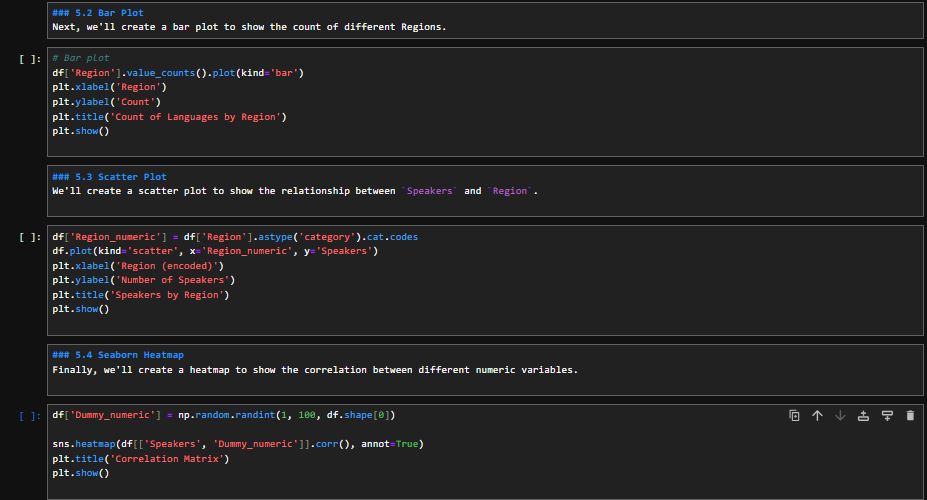 ### 5.2 Bar Plot
Next, we'll create a bar plot to show the count of different Regions.
[ ]:
# Bar plot
df['Region'].value_counts().plot(kind='bar')
plt.xlabel('Region')
plt.ylabel('Count')
plt.title('Count of Languages by Region')
plt.show()
### 5.3 Scatter Plot
We'll create a scatter plot to show the relationship between `Speakers` and `Region`.
[ ]:
df['Region_numeric'] = df['Region'].astype('category').cat.codes
df.plot(kind='scatter', x='Region_numeric', y='Speakers')
plt.xlabel('Region (encoded)')
plt.ylabel('Number of Speakers')
plt.title('Speakers by Region')
plt.show()
### 5.4 Seaborn Heatmap
Finally, we'll create a heatmap to show the correlation between different numeric variables.
[ ]:
df['Dummy_numeric'] = np.random.randint(1, 100, df.shape[0])
sns.heatmap(df[['Speakers', 'Dummy_numeric']].corr(), annot=True)
plt.title('Correlation Matrix')
plt.show()